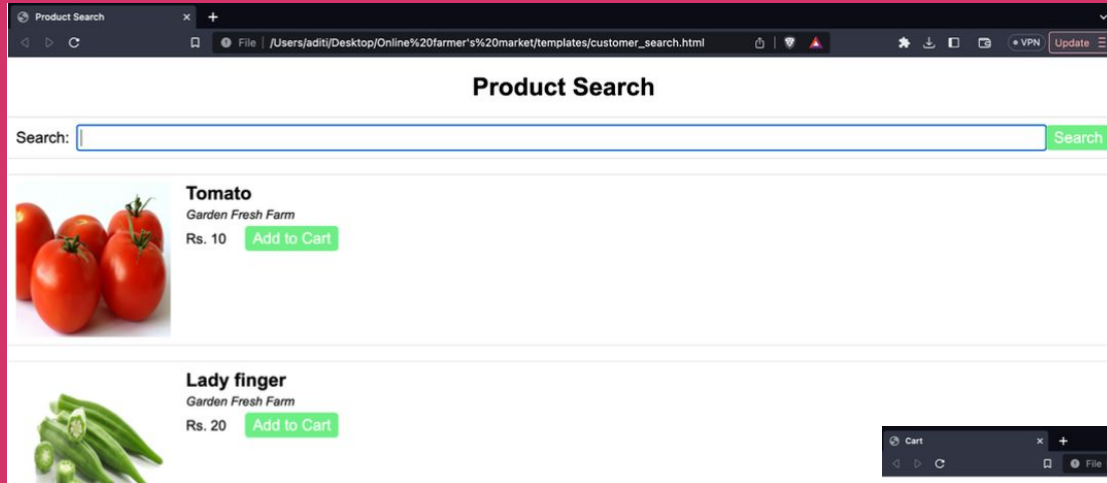 Product Search
File | /Users/aditi/Desktop/Online%20farmer's%20market/templates/customer_search.html
VPN
Update
Product Search
Search:
Search
Tomato
Garden Fresh Farm
Rs. 10 Add to Cart
Lady finger
Garden Fresh Farm
Rs. 20 Add to Cart
Cart
File